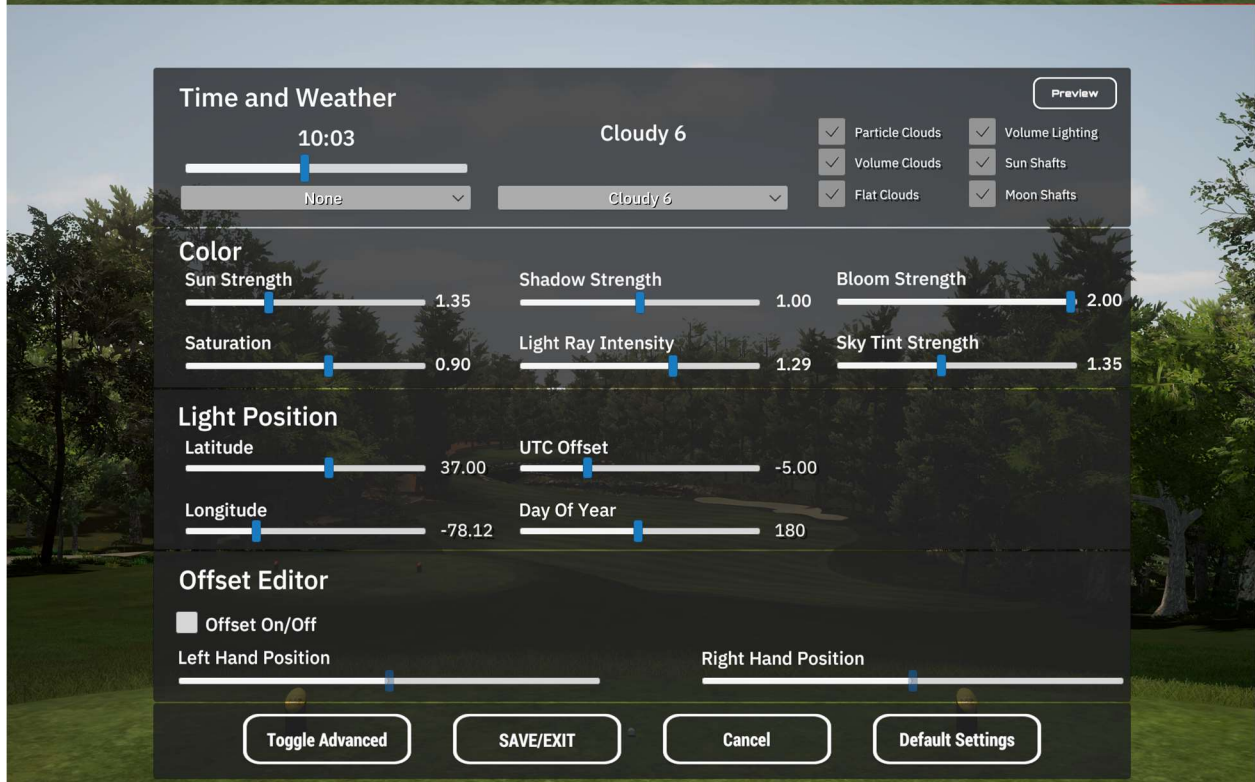 Time and Weather
Preview
10:03
Cloudy 6
Particle Clouds
Volume Lighting
Volume Clouds
Sun Shafts
None
Cloudy 6
Flat Clouds
Moon Shafts
Color
Sun Strength
1.35
Shadow Strength
1.00
Bloom Strength
2.00
Saturation
0.90
Light Ray Intensity
1.29
Sky Tint Strength
1.35
Light Position
Latitude
37.00
UTC Offset
-5.00
Longitude
-78.12
Day Of Year
180
Offset Editor
Offset On/Off
Left Hand Position
Right Hand Position
Toggle Advanced
SAVE/EXIT
Cancel
Default Settings